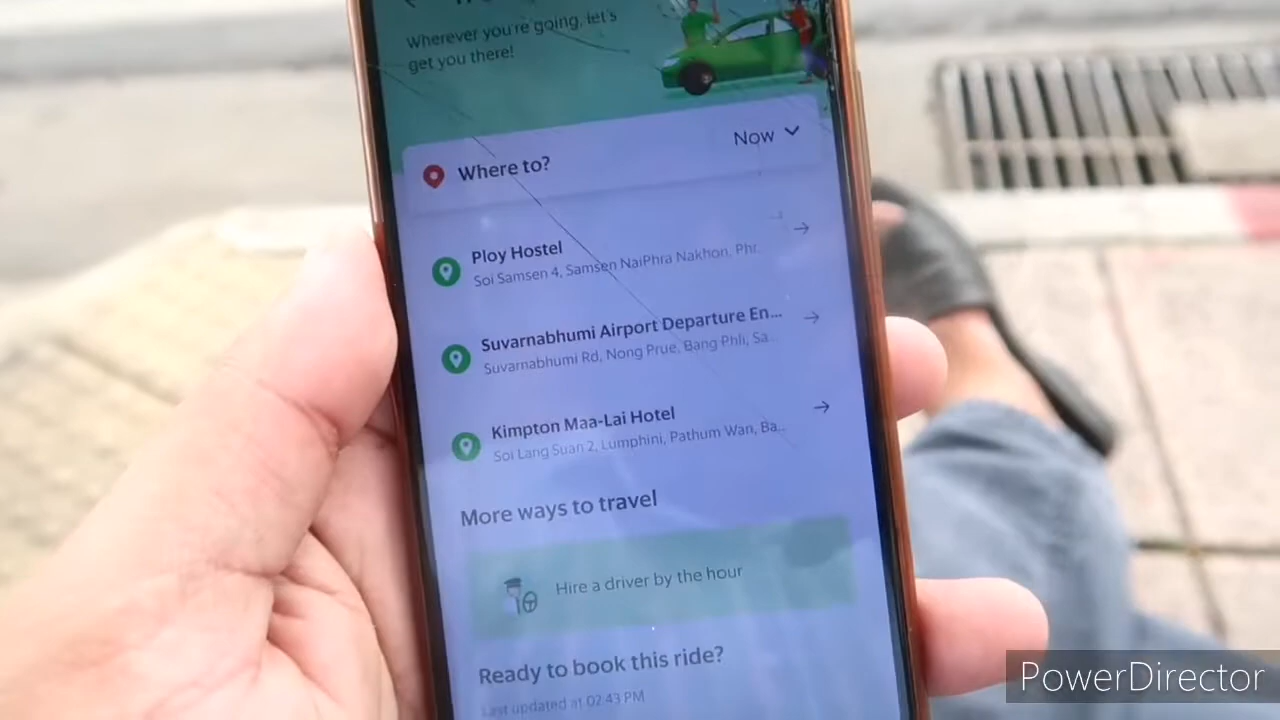 Wherever you're going, let's
get you there!
Where to?
Now
Ploy Hostel
Soi Samsen 4, Samsen NaiPhra Nakhon, Phr...
Suvarnabhumi Airport Departure En...
Suvarnabhumi Rd, Nong Prue, Bang Phli, Sa...
Kimpton Maa-Lai Hotel
Soi Lang Suan 2, Lumphini, Pathum Wan, Ba...
More ways to travel
Hire a driver by the hour
Ready to book this ride?
Last updated at 02:43 PM
PowerDirector